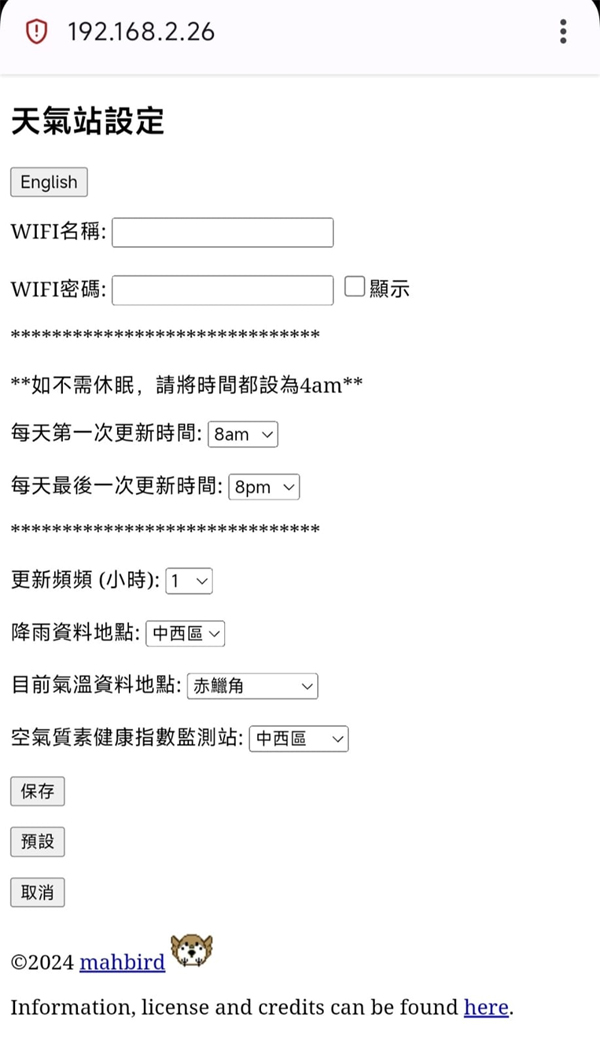 192.168.2.26
天氣站設定
English
WIFI名稱:
WIFI密碼: 顯示
******************************
**如不需休眠，請將時間都設為4am**
每天第一次更新時間: 8am
每天最後一次更新時間: 8pm
******************************
更新頻頻 (小時): 1
降雨資料地點: 中西區
目前氣溫資料地點: 赤鱲角
空氣質素健康指數監測站: 中西區
保存
預設
取消
©2024 mahbird
Information, license and credits can be found here.